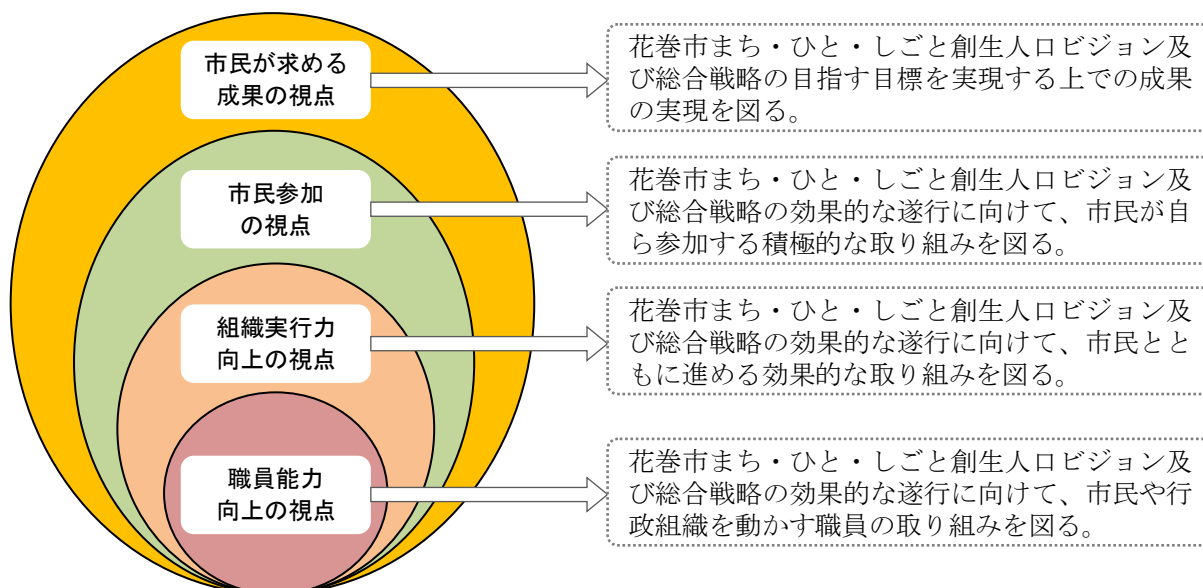 市民が求める
成果の視点
花巻市まち・ひと・しごと創生人口ビジョン及
び総合戦略の目指す目標を実現する上での成果
の実現を図る。
市民参加
の視点
花巻市まち・ひと・しごと創生人口ビジョン及
び総合戦略の効果的な遂行に向けて、市民が自
ら参加する積極的な取り組みを図る。
組織実行力
向上の視点
花巻市まち・ひと・しごと創生人口ビジョン及
び総合戦略の効果的な遂行に向けて、市民とと
もに進める効果的な取り組みを図る。
職員能力
向上の視点
花巻市まち・ひと・しごと創生人口ビジョン及
び総合戦略の効果的な遂行に向けて、市民や行
政組織を動かす職員の取り組みを図る。